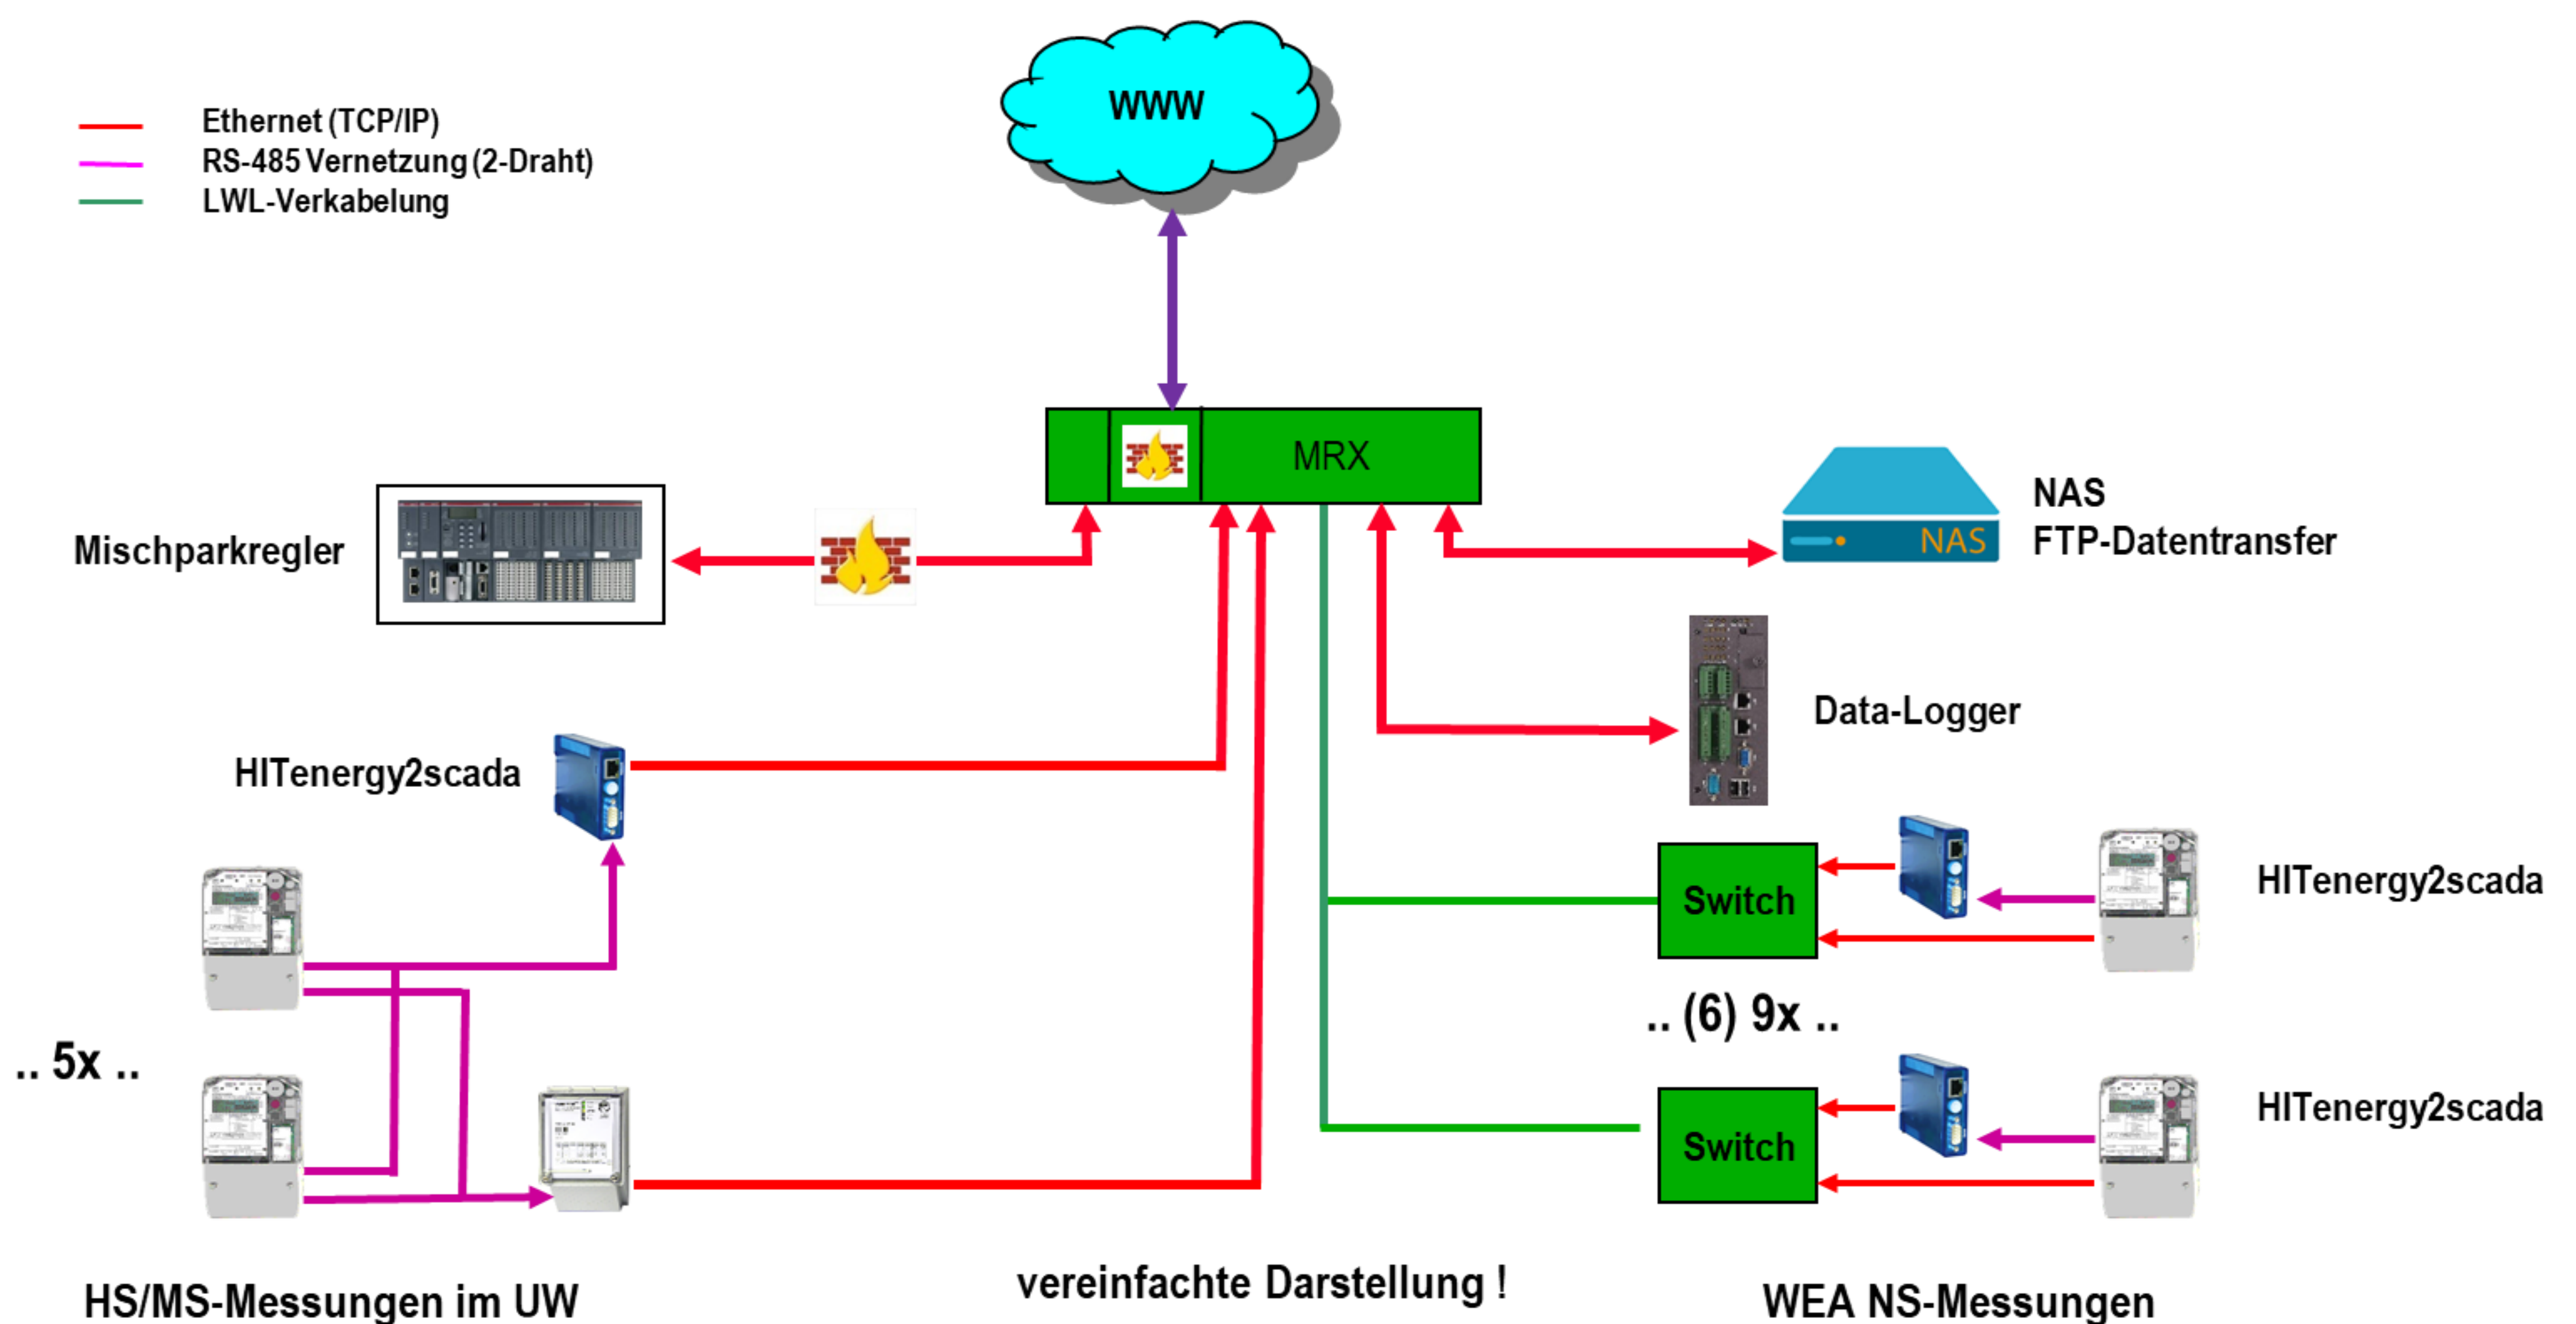 WWW
Ethernet (TCP/IP)
RS-485 Vernetzung (2-Draht)
LWL-Verkabelung
MRX
Mischparkregler
NAS
NAS
FTP-Datentransfer
Data-Logger
HITenergy2scada
Switch
HITenergy2scada
.. (6) 9x ..
.. 5x ..
Switch
HITenergy2scada
HS/MS-Messungen im UW
vereinfachte Darstellung !
WEA NS-Messungen